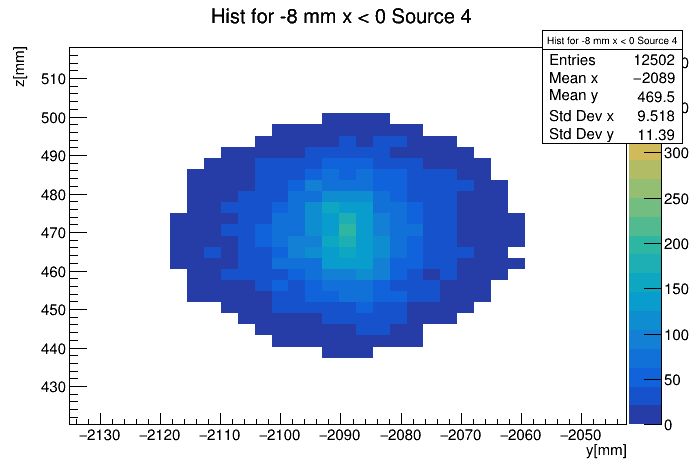 Hist for -8 mm x < 0 Source 4
Hist for -8 mm x < 0 Source 4
Entries 12502
Mean x −2089
Mean y 469.5
Std Dev x 9.518
Std Dev y 11.39
z[mm]
510
500
490
480
470
460
450
440
430
300
250
200
150
100
50
0
−2130 −2120 −2110 −2100 −2090 −2080 −2070 −2060 −2050
y[mm]